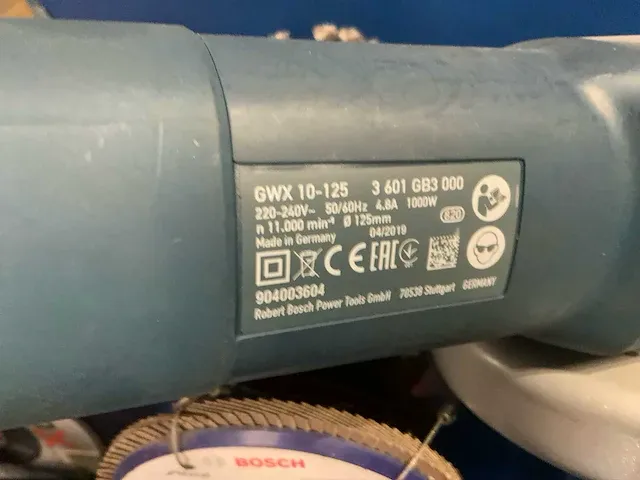 GWX 10-125 3 601 GB3 000
220-240V~ 50/60Hz 4.8A 1000W
n 11.000 min⁻¹ Ø 125mm 620
Made in Germany 04/2019
CE EAC
904003604
Robert Bosch Power Tools GmbH 70538 Stuttgart GERMANY
BOSCH